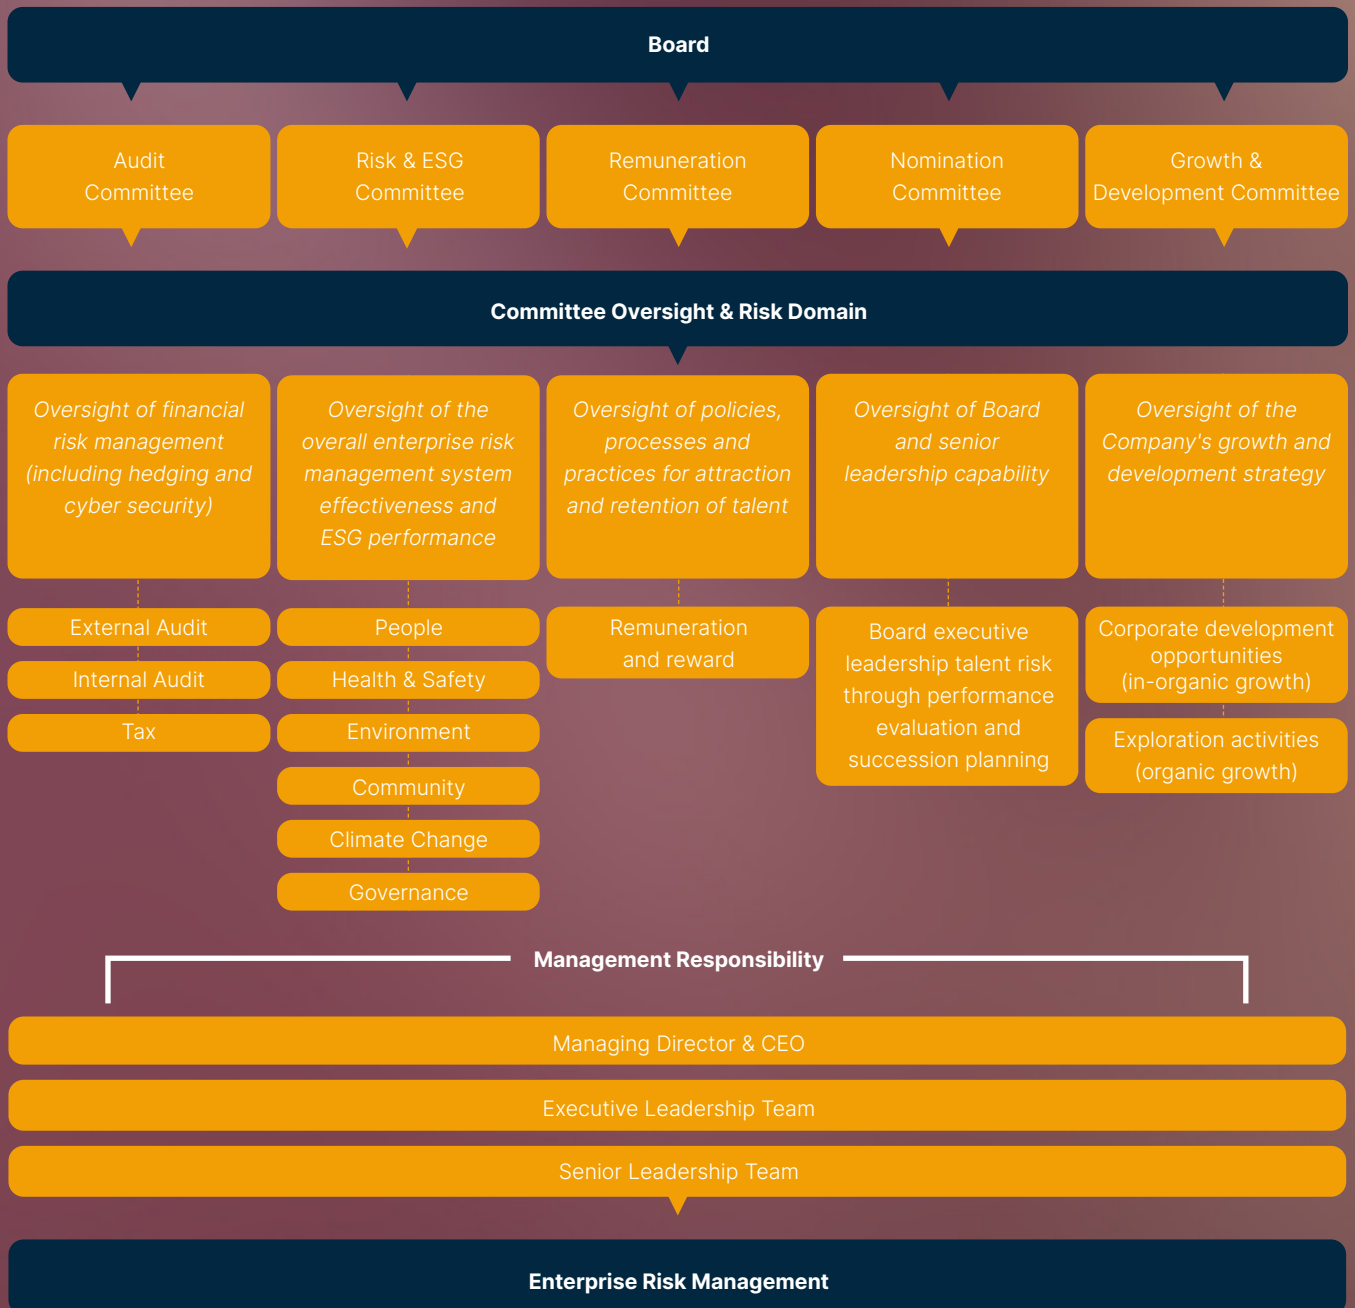 Board
Audit
Committee
Risk & ESG
Committee
Remuneration
Committee
Nomination
Committee
Growth &
Development Committee
Committee Oversight & Risk Domain
Oversight of financial
risk management
(including hedging and
cyber security)
Oversight of the
overall enterprise risk
management system
effectiveness and
ESG performance
Oversight of policies,
processes and
practices for attraction
and retention of talent
Oversight of Board
and senior
leadership capability
Oversight of the
Company's growth and
development strategy
External Audit
Internal Audit
Tax
People
Health & Safety
Environment
Community
Climate Change
Governance
Remuneration
and reward
Board executive
leadership talent risk
through performance
evaluation and
succession planning
Corporate development
opportunities
(in-organic growth)
Exploration activities
(organic growth)
Management Responsibility
Managing Director & CEO
Executive Leadership Team
Senior Leadership Team
Enterprise Risk Management